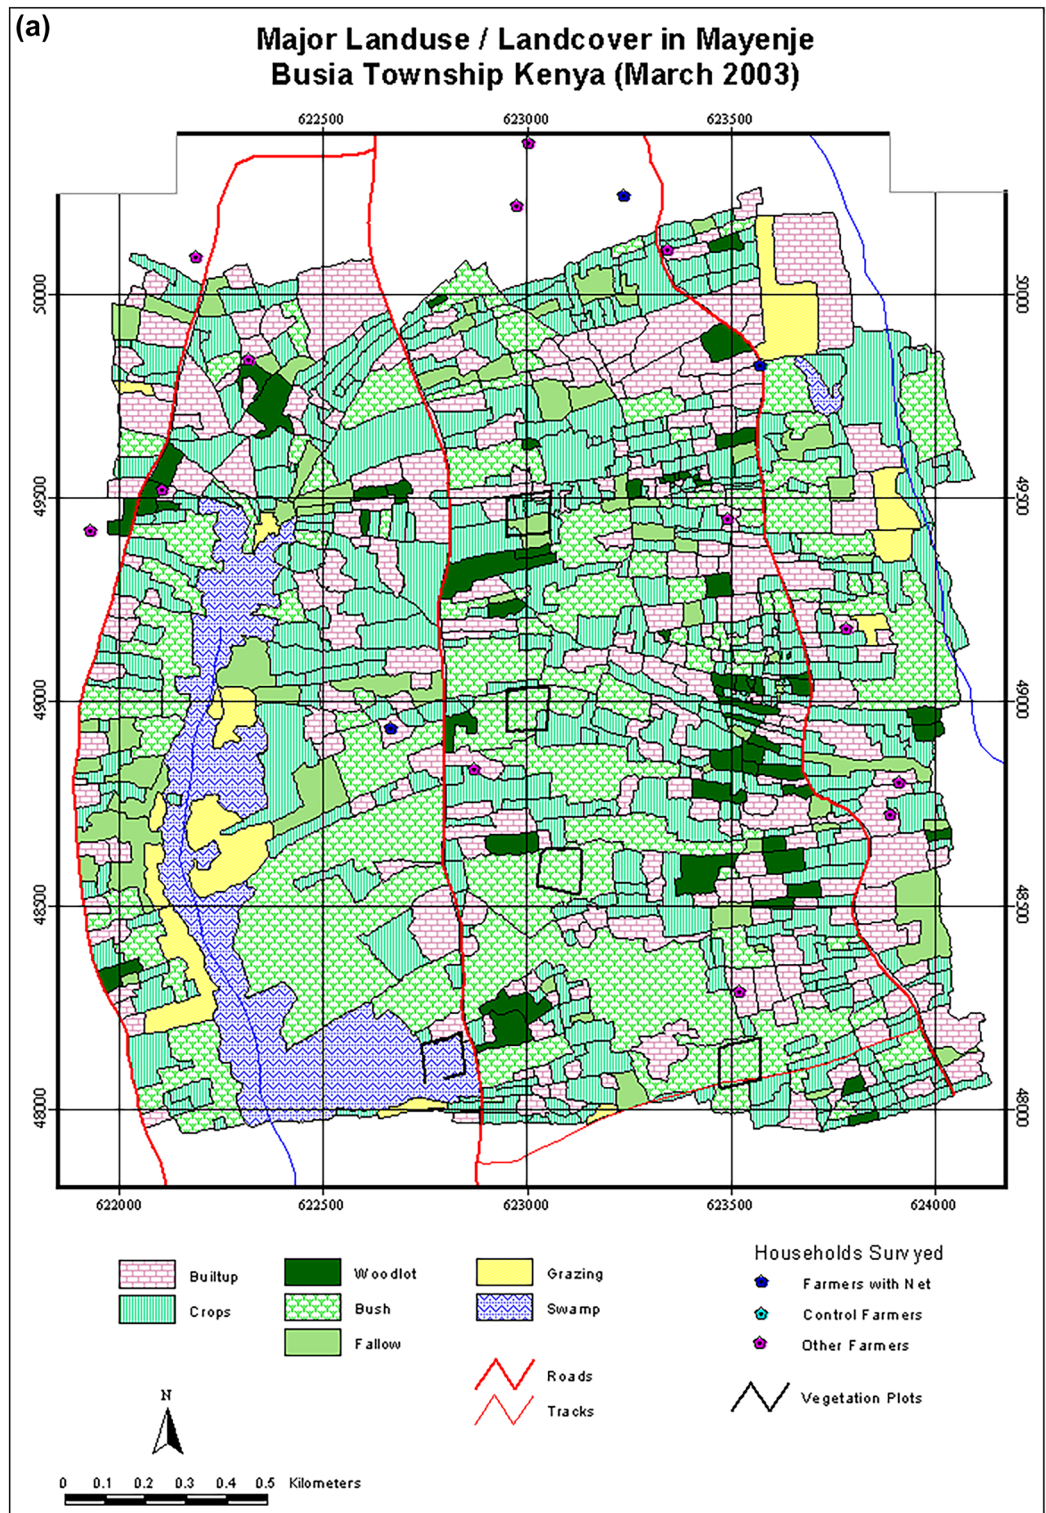 (a)
Major Landuse / Landcover in Mayenje
Busia Township Kenya (March 2003)
622500 623000 623500
50000 50000
49500 49500
49000 49000
48500 48500
48000 48000
622000 622500 623000 623500 624000
Builtup
Crops
Woodlot
Bush
Fallow
Grazing
Swamp
Roads
Tracks
Households Survyed
Farmers with Net
Control Farmers
Other Farmers
Vegetation Plots
N
0 0.1 0.2 0.3 0.4 0.5 Kilometers